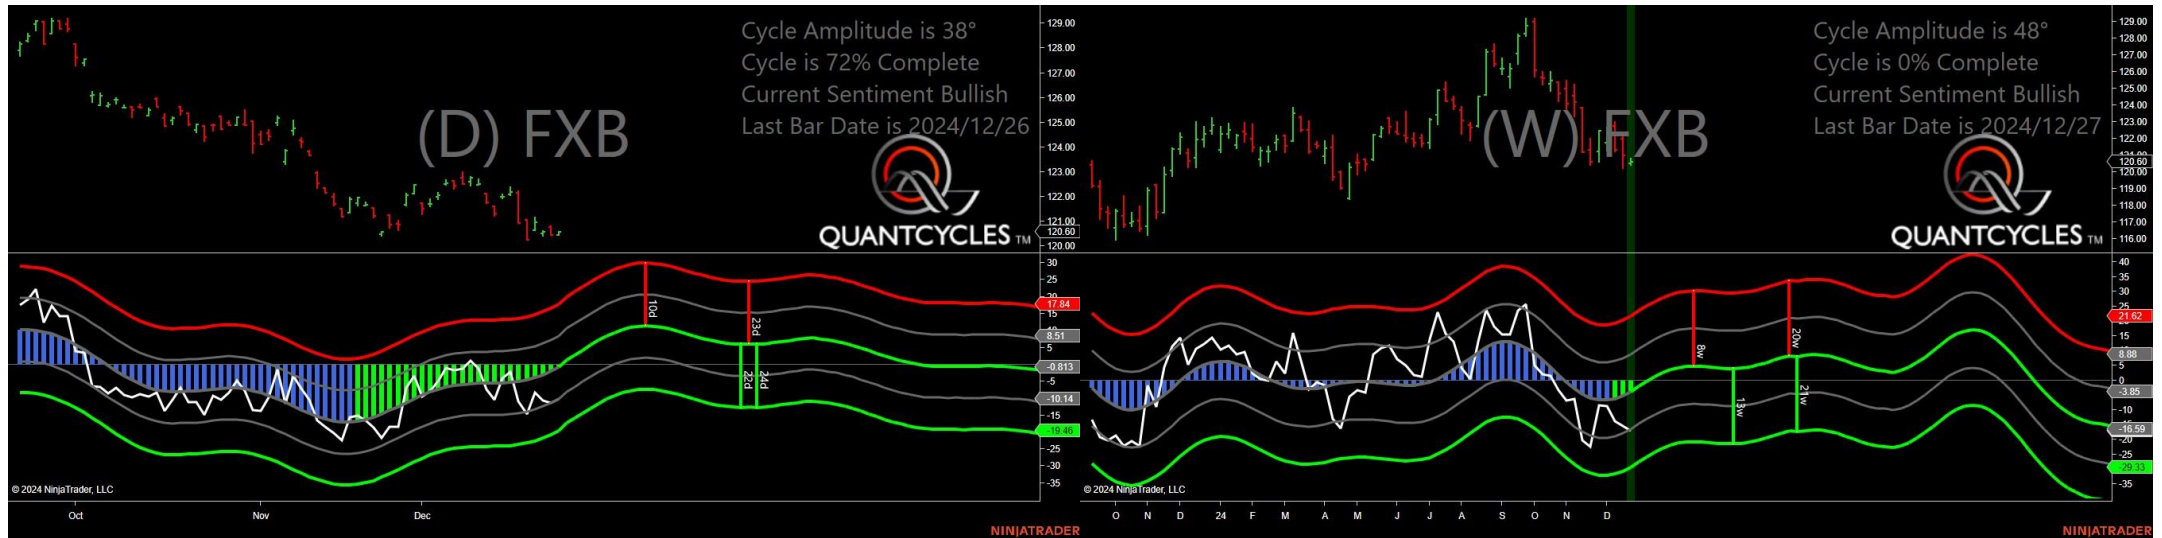 Cycle Amplitude is 38°
Cycle is 72% Complete
Current Sentiment Bullish
Last Bar Date is 2024/12/26
(D) FXB
QUANTCYCLES TM
129.00
128.00
127.00
126.00
125.00
124.00
123.00
122.00
121.00
120.60
120.00
30
25
17.84
15
8.51
5
-0.813
-5
-10.14
-15
-19.46
-25
-30
-35
10d
23d
22d
24d
© 2024 NinjaTrader, LLC
Oct Nov Dec
NINJATRADER
Cycle Amplitude is 48°
Cycle is 0% Complete
Current Sentiment Bullish
Last Bar Date is 2024/12/27
(W) FXB
QUANTCYCLES TM
129.00
128.00
127.00
126.00
125.00
124.00
123.00
122.00
120.60
120.00
119.00
118.00
117.00
116.00
40
35
30
25
21.62
15
8.88
5
0
-3.85
-10
-16.59
-20
-25
-29.33
-35
8w
20w
13w
21w
© 2024 NinjaTrader, LLC
O N D 24 F M A M J J A S O N D
NINJATRADER